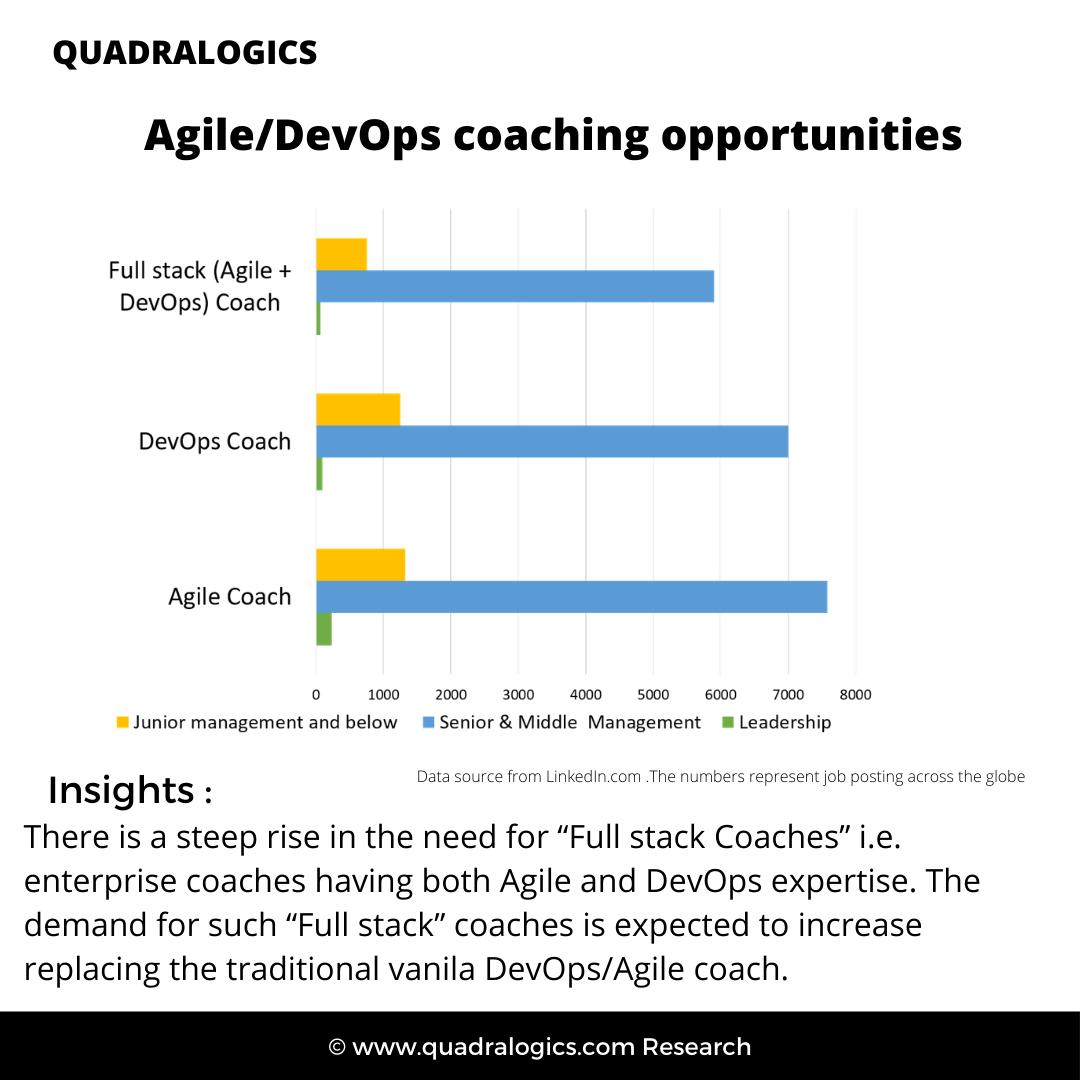 QUADRALOGICS
Agile/DevOps coaching opportunities
Full stack (Agile +
DevOps) Coach
DevOps Coach
Agile Coach
0 1000 2000 3000 4000 5000 6000 7000 8000
Junior management and below Senior & Middle Management Leadership
Data source from LinkedIn.com .The numbers represent job posting across the globe
Insights :
There is a steep rise in the need for “Full stack Coaches” i.e.
enterprise coaches having both Agile and DevOps expertise. The
demand for such “Full stack” coaches is expected to increase
replacing the traditional vanila DevOps/Agile coach.
© www.quadralogics.com Research